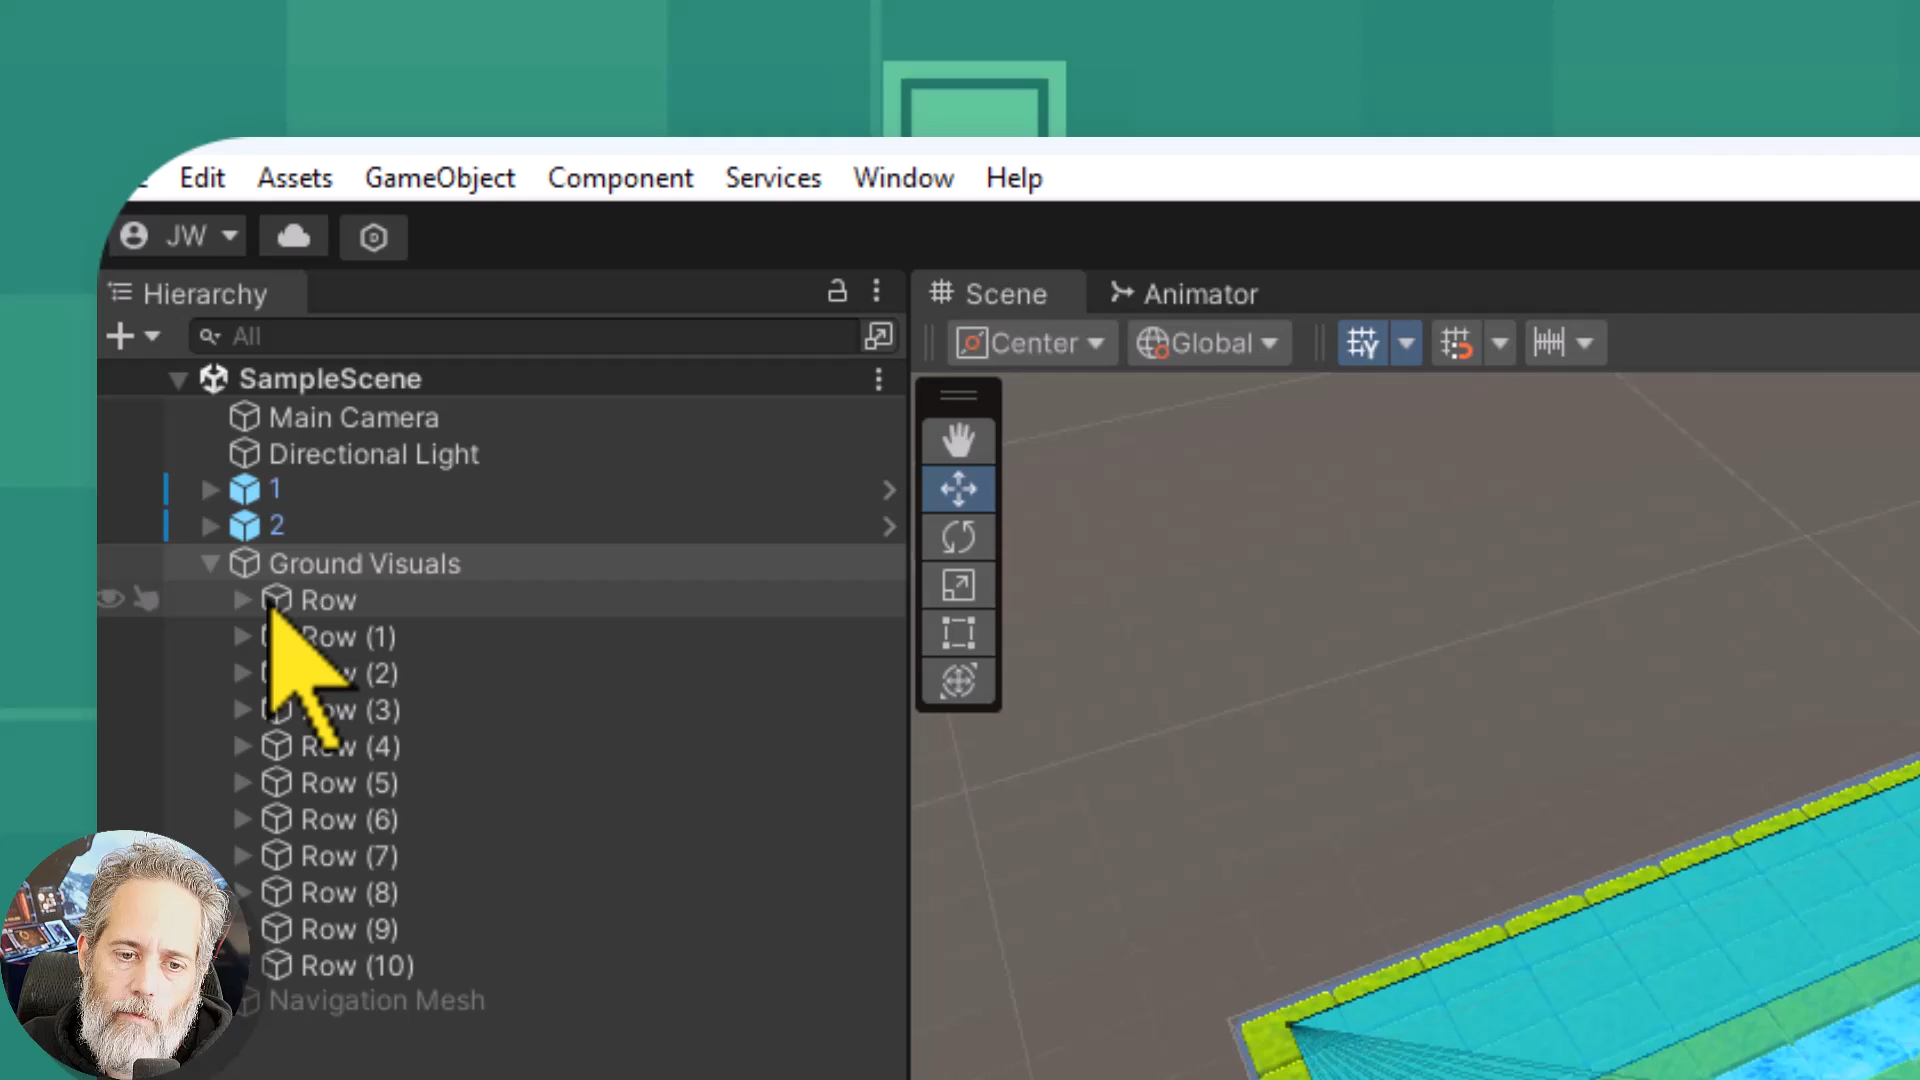 Edit Assets GameObject Component Services Window Help
JW
Hierarchy
Scene Animator
All
Center Global
SampleScene
Main Camera
Directional Light
1
2
Ground Visuals
Row
Row (1)
(2)
(3)
Row (4)
Row (5)
Row (6)
Row (7)
Row (8)
Row (9)
Row (10)
Navigation Mesh